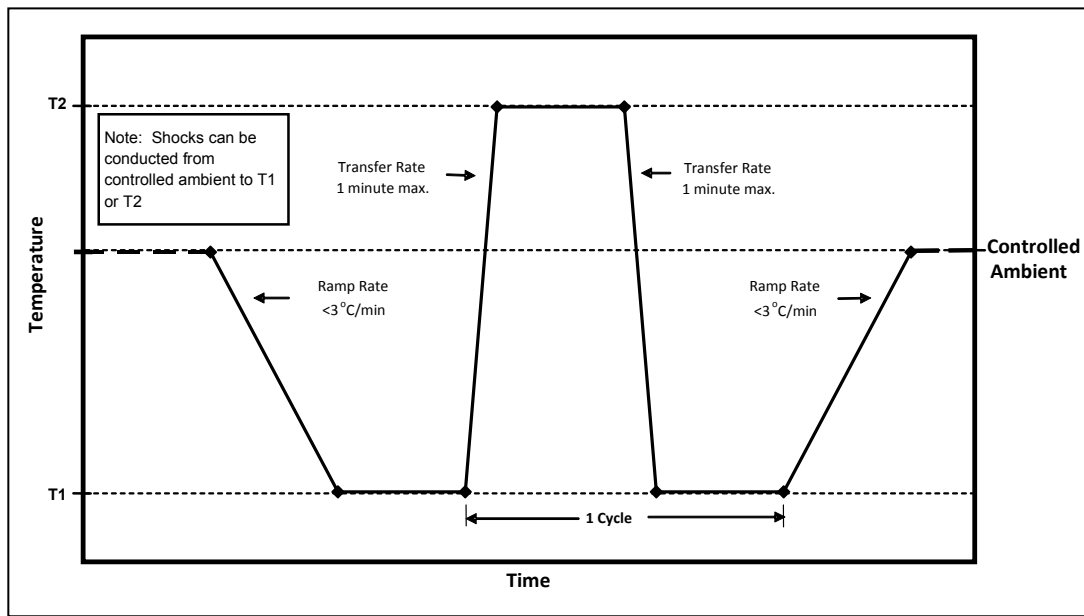 T2
Note: Shocks can be
conducted from
controlled ambient to T1
or T2
Transfer Rate
1 minute max.
Transfer Rate
1 minute max.
Temperature
Controlled
Ambient
Ramp Rate
<3°C/min
Ramp Rate
<3°C/min
T1
1 Cycle
Time